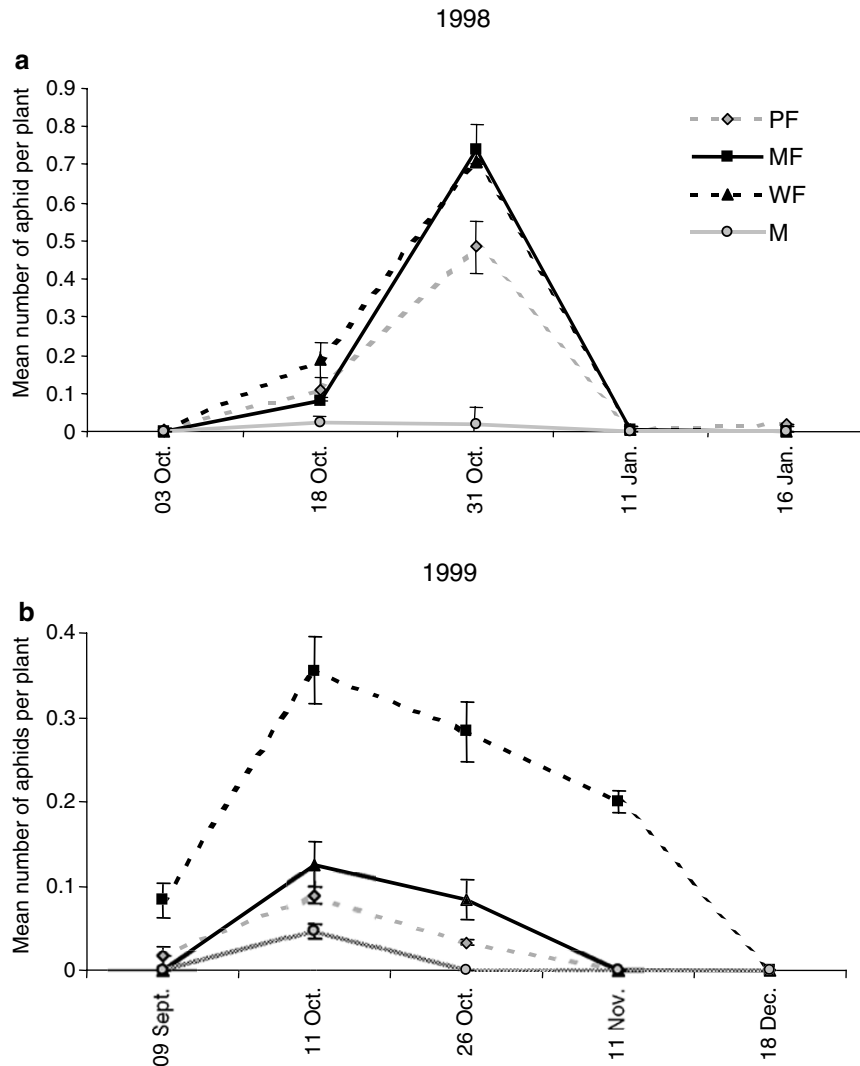 1998
a
Mean number of aphid per plant
0.9
0.8
0.7
0.6
0.5
0.4
0.3
0.2
0.1
0
PF
MF
WF
M
03 Oct.
18 Oct.
31 Oct.
11 Jan.
16 Jan.
1999
b
Mean number of aphids per plant
0.4
0.3
0.2
0.1
0
09 Sept.
11 Oct.
26 Oct.
11 Nov.
18 Dec.